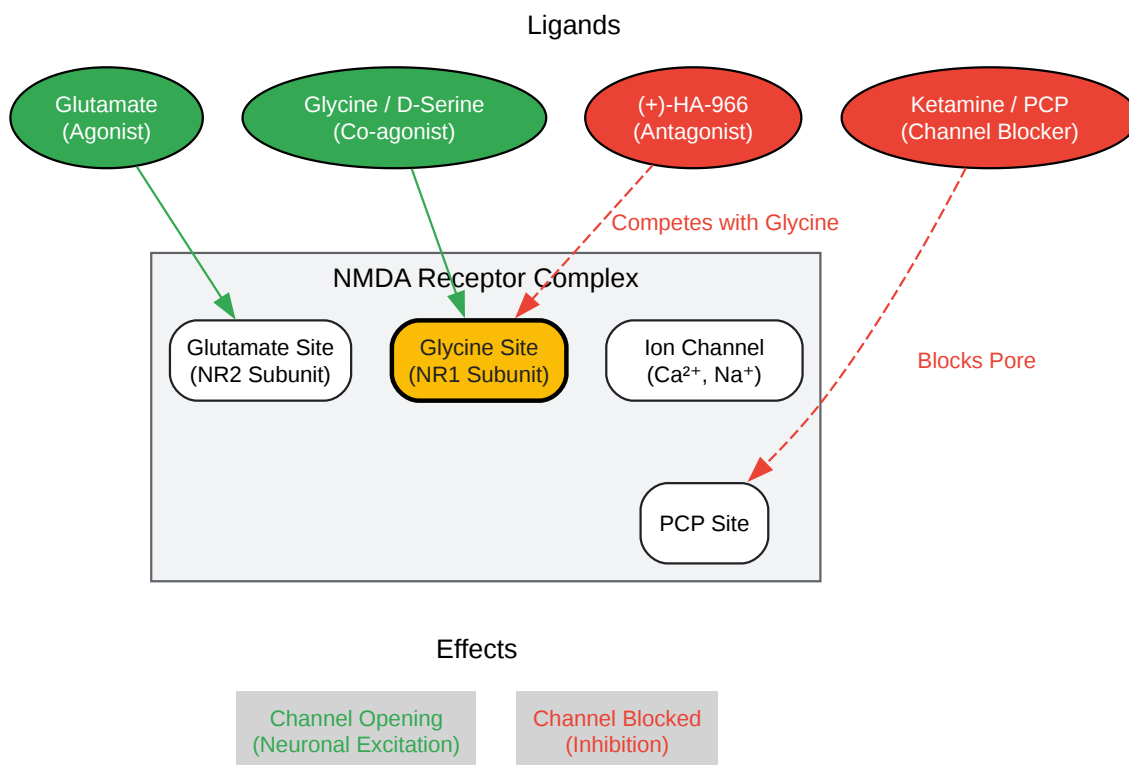 Ligands
Glutamate
(Agonist)
Glycine / D-Serine
(Co-agonist)
(+)-HA-966
(Antagonist)
Ketamine / PCP
(Channel Blocker)
Competes with Glycine
NMDA Receptor Complex
Glutamate Site
(NR2 Subunit)
Glycine Site
(NR1 Subunit)
Ion Channel
(Ca²⁺, Na⁺)
Blocks Pore
PCP Site
Effects
Channel Opening
(Neuronal Excitation)
Channel Blocked
(Inhibition)